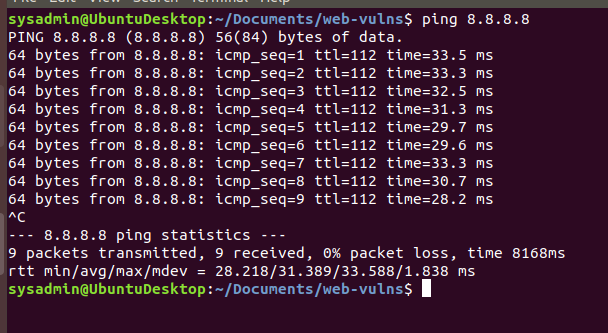 sysadmin@UbuntuDesktop:~/Documents/web-vulns$ ping 8.8.8.8
PING 8.8.8.8 (8.8.8.8) 56(84) bytes of data.
64 bytes from 8.8.8.8: icmp_seq=1 ttl=112 time=33.5 ms
64 bytes from 8.8.8.8: icmp_seq=2 ttl=112 time=33.3 ms
64 bytes from 8.8.8.8: icmp_seq=3 ttl=112 time=32.5 ms
64 bytes from 8.8.8.8: icmp_seq=4 ttl=112 time=31.3 ms
64 bytes from 8.8.8.8: icmp_seq=5 ttl=112 time=29.7 ms
64 bytes from 8.8.8.8: icmp_seq=6 ttl=112 time=29.6 ms
64 bytes from 8.8.8.8: icmp_seq=7 ttl=112 time=33.3 ms
64 bytes from 8.8.8.8: icmp_seq=8 ttl=112 time=30.7 ms
64 bytes from 8.8.8.8: icmp_seq=9 ttl=112 time=28.2 ms
^C
--- 8.8.8.8 ping statistics ---
9 packets transmitted, 9 received, 0% packet loss, time 8168ms
rtt min/avg/max/mdev = 28.218/31.389/33.588/1.838 ms
sysadmin@UbuntuDesktop:~/Documents/web-vulns$